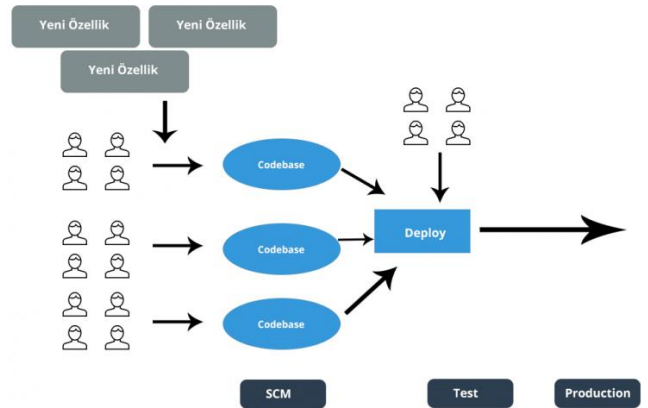 Yeni Özellik
Yeni Özellik
Yeni Özellik
Codebase
Codebase
Deploy
Codebase
SCM
Test
Production